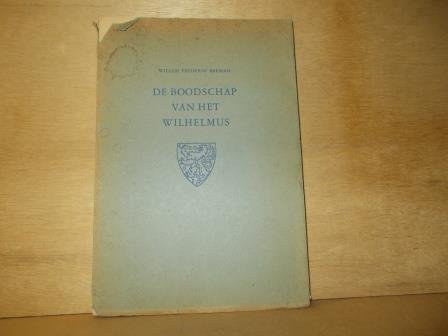 WILLEM FREDERIK BREMAN
DE BOODSCHAP
VAN HET
WILHELMUS